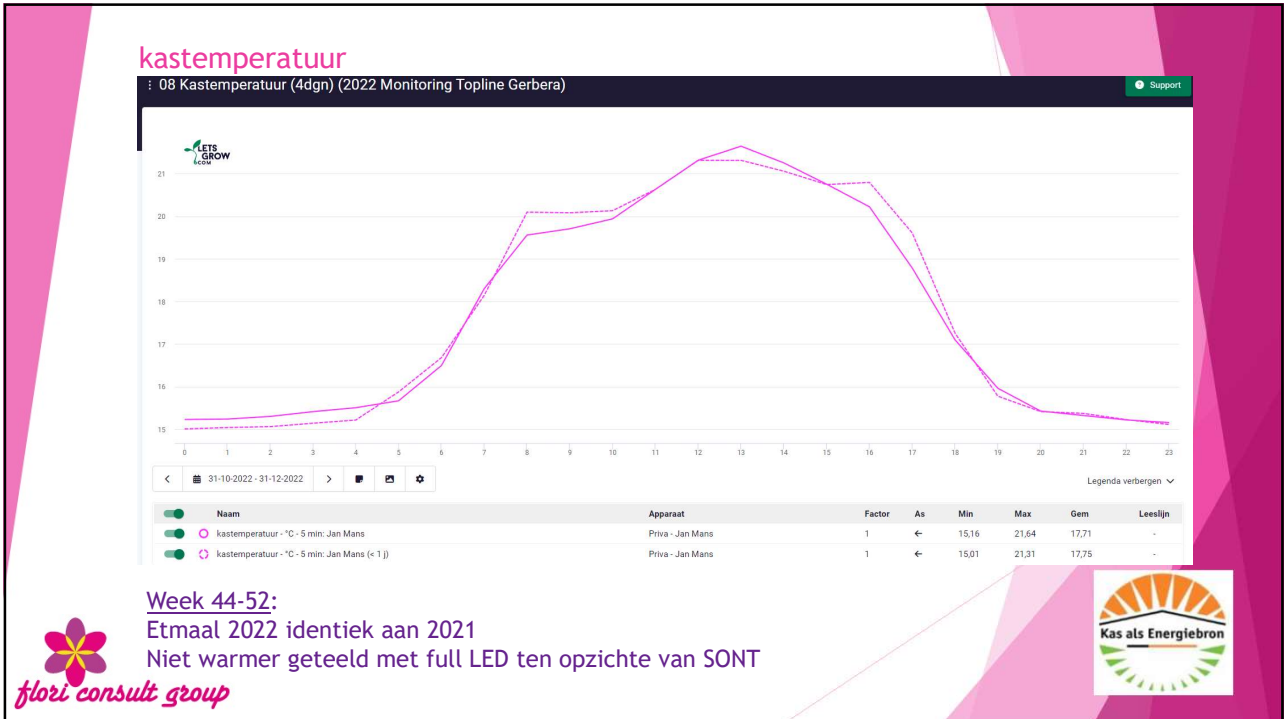 kastemperatuur
08 Kastemperatuur (4dgn) (2022 Monitoring Topline Gerbera)
Support
LETS
GROW
.COM
21
20
19
18
17
16
15
0 1 2 3 4 5 6 7 8 9 10 11 12 13 14 15 16 17 18 19 20 21 22 23
31-10-2022 - 31-12-2022
Legenda verbergen
Naam Apparaat Factor As Min Max Gem Leeslijn
kastemperatuur - °C - 5 min: Jan Mans Priva - Jan Mans 1 ← 15,16 21,64 17,71 -
kastemperatuur - °C - 5 min: Jan Mans (< 1 j) Priva - Jan Mans 1 ← 15,01 21,31 17,75 -
Week 44-52:
Etmaal 2022 identiek aan 2021
Niet warmer geteeld met full LED ten opzichte van SONT
flori consult group
Kas als Energiebron